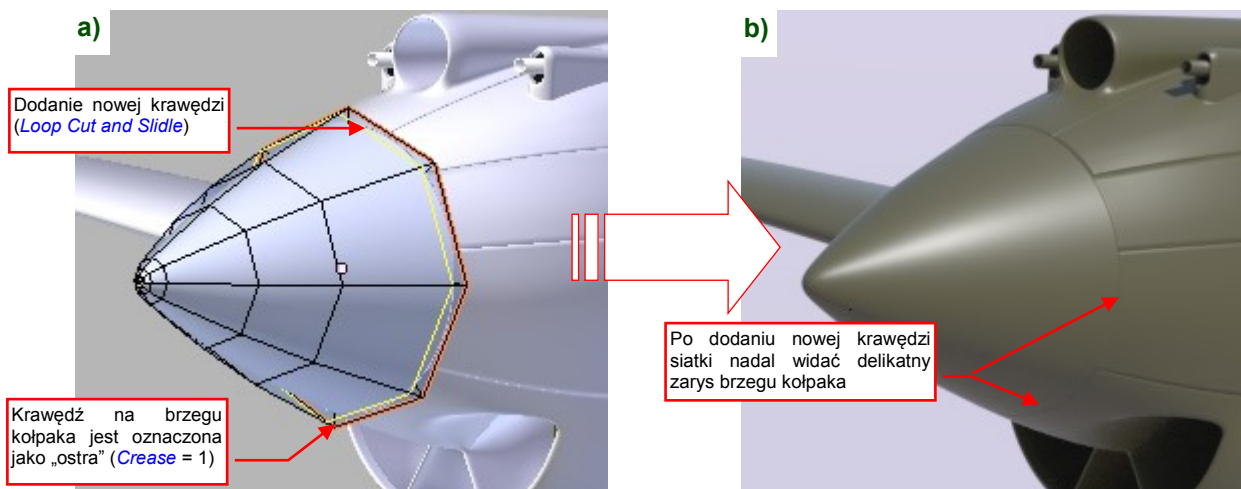 a)
Dodanie nowej krawędzi
(Loop Cut and Slidle)
Krawędź na brzegu
kołpaka jest oznaczona
jako „ostra” (Crease = 1)
b)
Po dodaniu nowej krawędzi
siatki nadal widać delikatny
zarys brzegu kołpaka